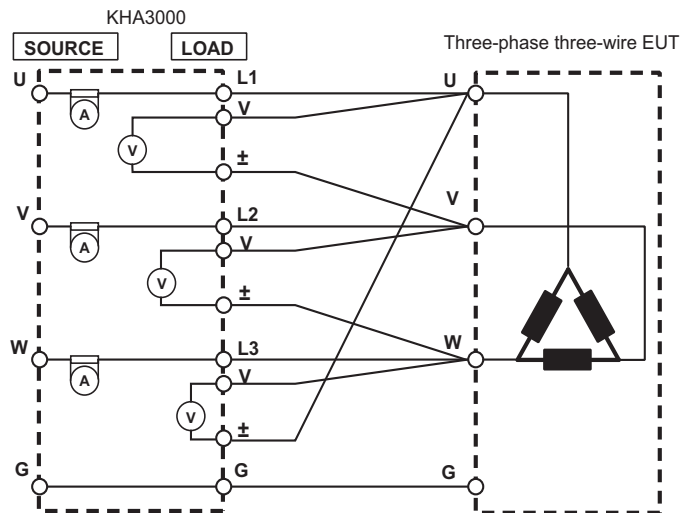 KHA3000
SOURCE LOAD
Three-phase three-wire EUT
U L1 U
A
V
V
±
V L2 V
A
V
V
±
W L3 W
A
V
V
±
G G G